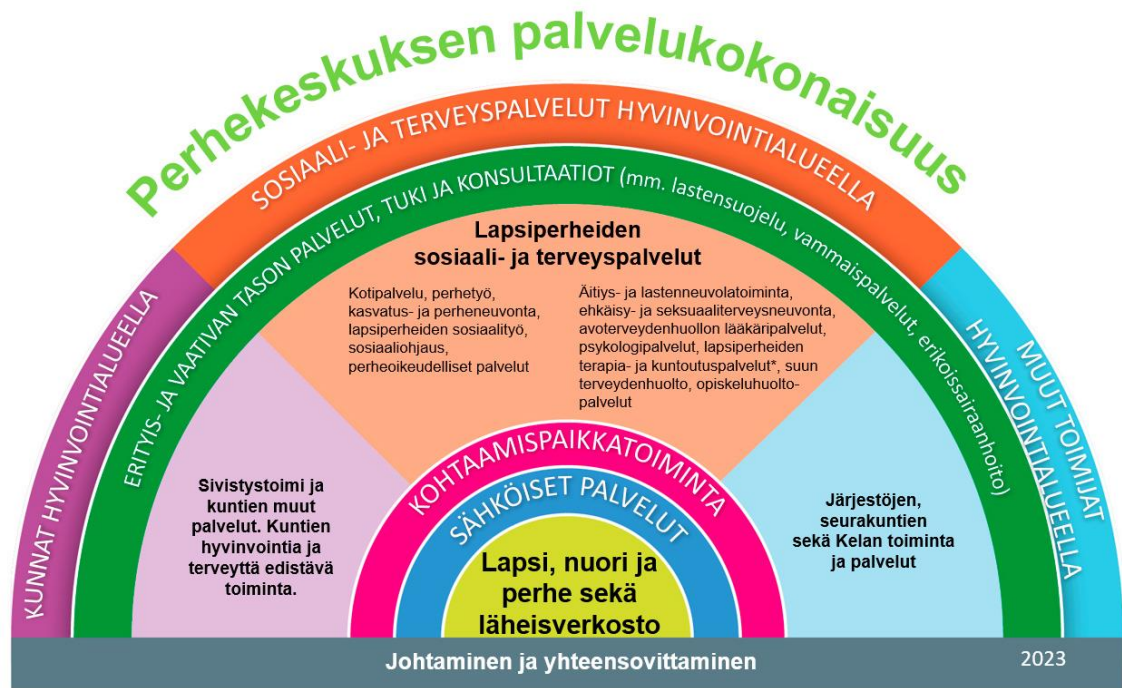 Perhekeskuksen palvelukokonaisuus
SOSIAALI- JA TERVEYSPALVELUT HYVINVOINTIALUEELLA
KUNNAT HYVINVOINTIALUEELLA
MUUT TOIMIJAT
HYVINVOINTIALUEELLA
ERITYIS- JA VAATIVAN TASON PALVELUT, TUKI JA KONSULTAATIOT (mm. lastensuojelu, vammaispalvelut, erikoissairaanhoito)
Lapsiperheiden
sosiaali- ja terveyspalvelut
Kotipalvelu, perhetyö,
kasvatus- ja perheneuvonta,
lapsiperheiden sosiaalityö,
sosiaaliohjaus,
perheoikeudelliset palvelut
Äitiys- ja lastenneuvolatoiminta,
ehkäisy- ja seksuaaliterveysneuvonta,
avoterveydenhuollon lääkäripalvelut,
psykologipalvelut, lapsiperheiden
terapia- ja kuntoutuspalvelut*, suun
terveydenhuolto, opiskeluhuolto-
palvelut
Sivistystoimi ja
kuntien muut
palvelut. Kuntien
hyvinvointia ja
terveyttä edistävä
toiminta.
Järjestöjen,
seurakuntien
sekä Kelan toiminta
ja palvelut
KOHTAAMISPAIKKATOIMINTA
SÄHKÖISET PALVELUT
Lapsi, nuori ja
perhe sekä
läheisverkosto
Johtaminen ja yhteensovittaminen
2023